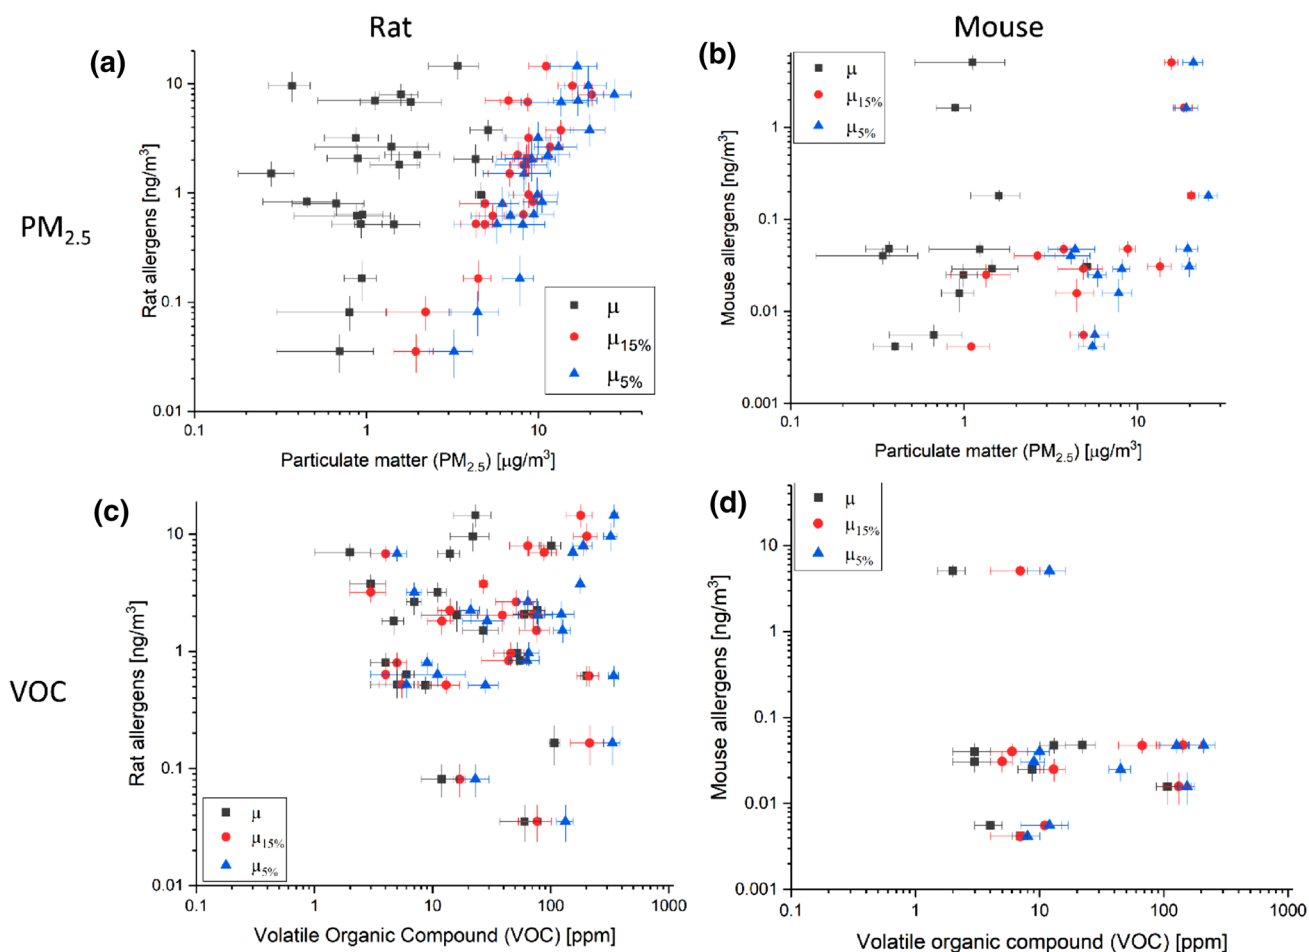 Rat
Mouse
PM2.5
VOC
(a)
Rat allergens [ng/m³]
10
1
0.1
0.01
0.1
1
10
Particulate matter (PM2.5) [μg/m³]
μ
μ15%
μ5%
(b)
Mouse allergens [ng/m³]
1
0.1
0.01
0.001
0.1
1
10
Particulate matter (PM2.5) [μg/m³]
μ
μ15%
μ5%
(c)
Rat allergens [ng/m³]
10
1
0.1
0.01
0.1
1
10
100
1000
Volatile Organic Compound (VOC) [ppm]
μ
μ15%
μ5%
(d)
Mouse allergens [ng/m³]
10
1
0.1
0.01
0.001
0.1
1
10
100
1000
Volatile organic compound (VOC) [ppm]
μ
μ15%
μ5%